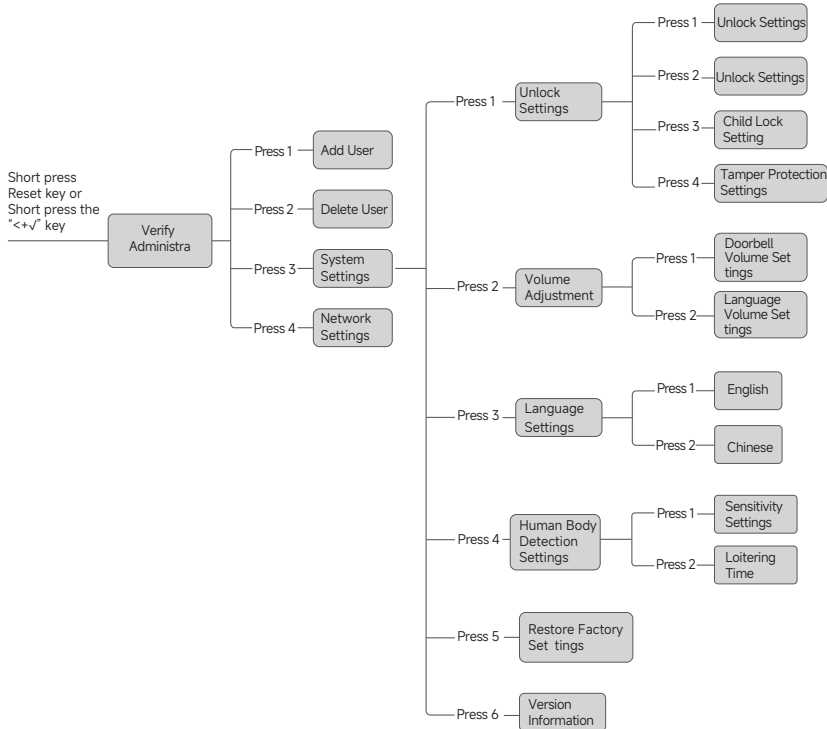 Short press
Reset key or
Short press the
"<+√" key
Verify
Administra
Press 1
Add User
Press 2
Delete User
Press 3
System
Settings
Press 4
Network
Settings
Press 1
Unlock
Settings
Press 1
Unlock Settings
Press 2
Unlock Settings
Press 3
Child Lock
Setting
Press 4
Tamper Protection
Settings
Press 2
Volume
Adjustment
Press 1
Doorbell
Volume Set
tings
Press 2
Language
Volume Set
tings
Press 3
Language
Settings
Press 1
English
Press 2
Chinese
Press 4
Human Body
Detection
Settings
Press 1
Sensitivity
Settings
Press 2
Loitering
Time
Press 5
Restore Factory
Set tings
Press 6
Version
Information